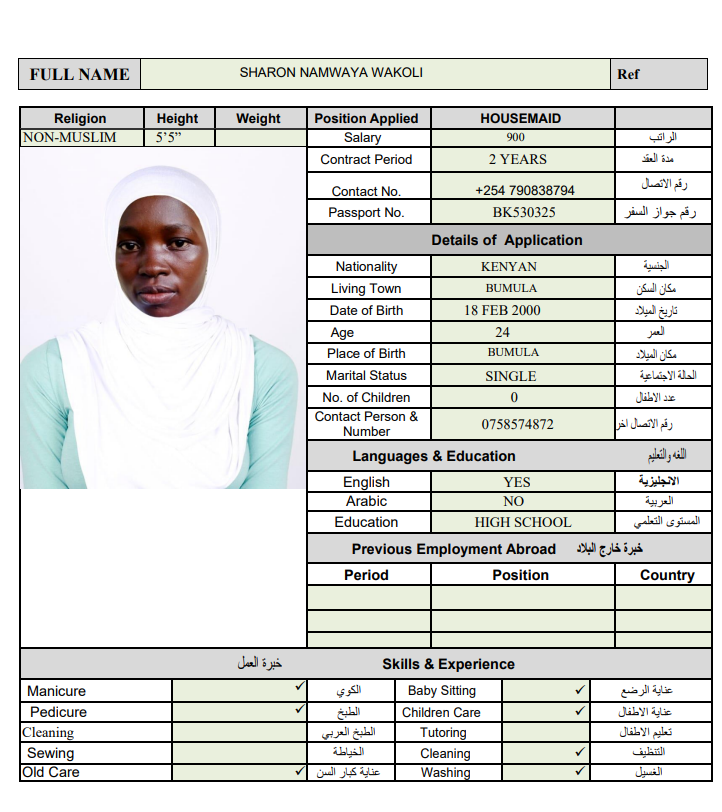 FULL NAME SHARON NAMWAYA WAKOLI Ref
Religion Height Weight Position Applied HOUSEMAID
NON-MUSLIM 5’5” Salary 900 الراتب
Contract Period 2 YEARS مدة العقد
Contact No. +254 790838794 رقم الاتصال
Passport No. BK530325 رقم جواز السفر
Details of Application
Nationality KENYAN الجنسية
Living Town BUMULA مكان السكن
Date of Birth 18 FEB 2000 تاريخ الميلاد
Age 24 العمر
Place of Birth BUMULA مكان الميلاد
Marital Status SINGLE الحالة الاجتماعية
No. of Children 0 عدد الاطفال
Contact Person & Number 0758574872 رقم الاتصال اخر
Languages & Education اللغه والتعليم
English YES الانجليزية
Arabic NO العربية
Education HIGH SCHOOL المستوى التعلمي
Previous Employment Abroad خبرة خارج البلاد
Period Position Country
خبرة العمل Skills & Experience
Manicure ✓ الكوي Baby Sitting ✓ عناية الرضع
Pedicure ✓ الطبخ Children Care ✓ عناية الاطفال
Cleaning الطبخ العربي Tutoring تعليم الاطفال
Sewing الخياطة Cleaning ✓ التنظيف
Old Care ✓ عناية كبار السن Washing ✓ الغسيل